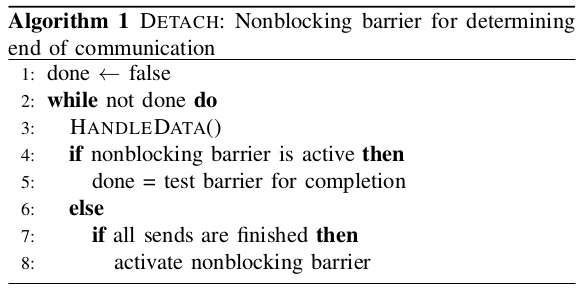 Algorithm 1 DETACH: Nonblocking barrier for determining
end of communication
1: done ← false
2: while not done do
3: HANDLEDATA()
4: if nonblocking barrier is active then
5: done = test barrier for completion
6: else
7: if all sends are finished then
8: activate nonblocking barrier